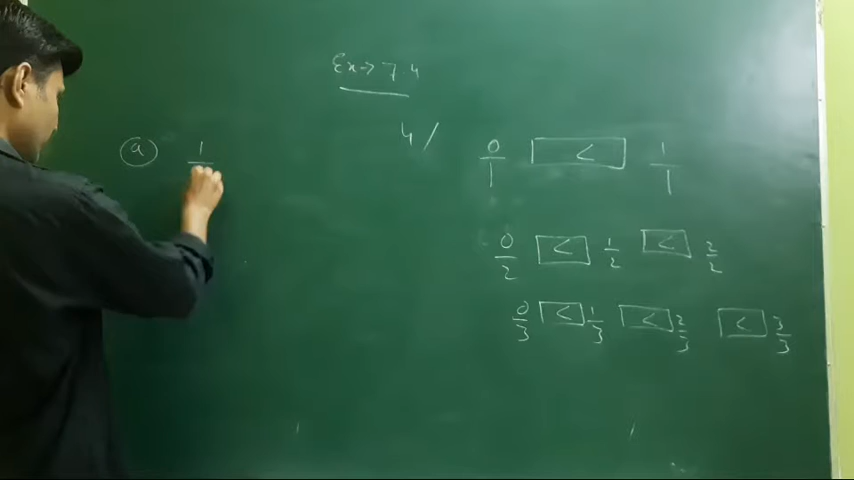 Ex → 7.4
4/
(a) 1/
0/1 < 1/1
0/2 < 1/2 < 2/2
0/3 < 1/3 < 2/3 < 3/3